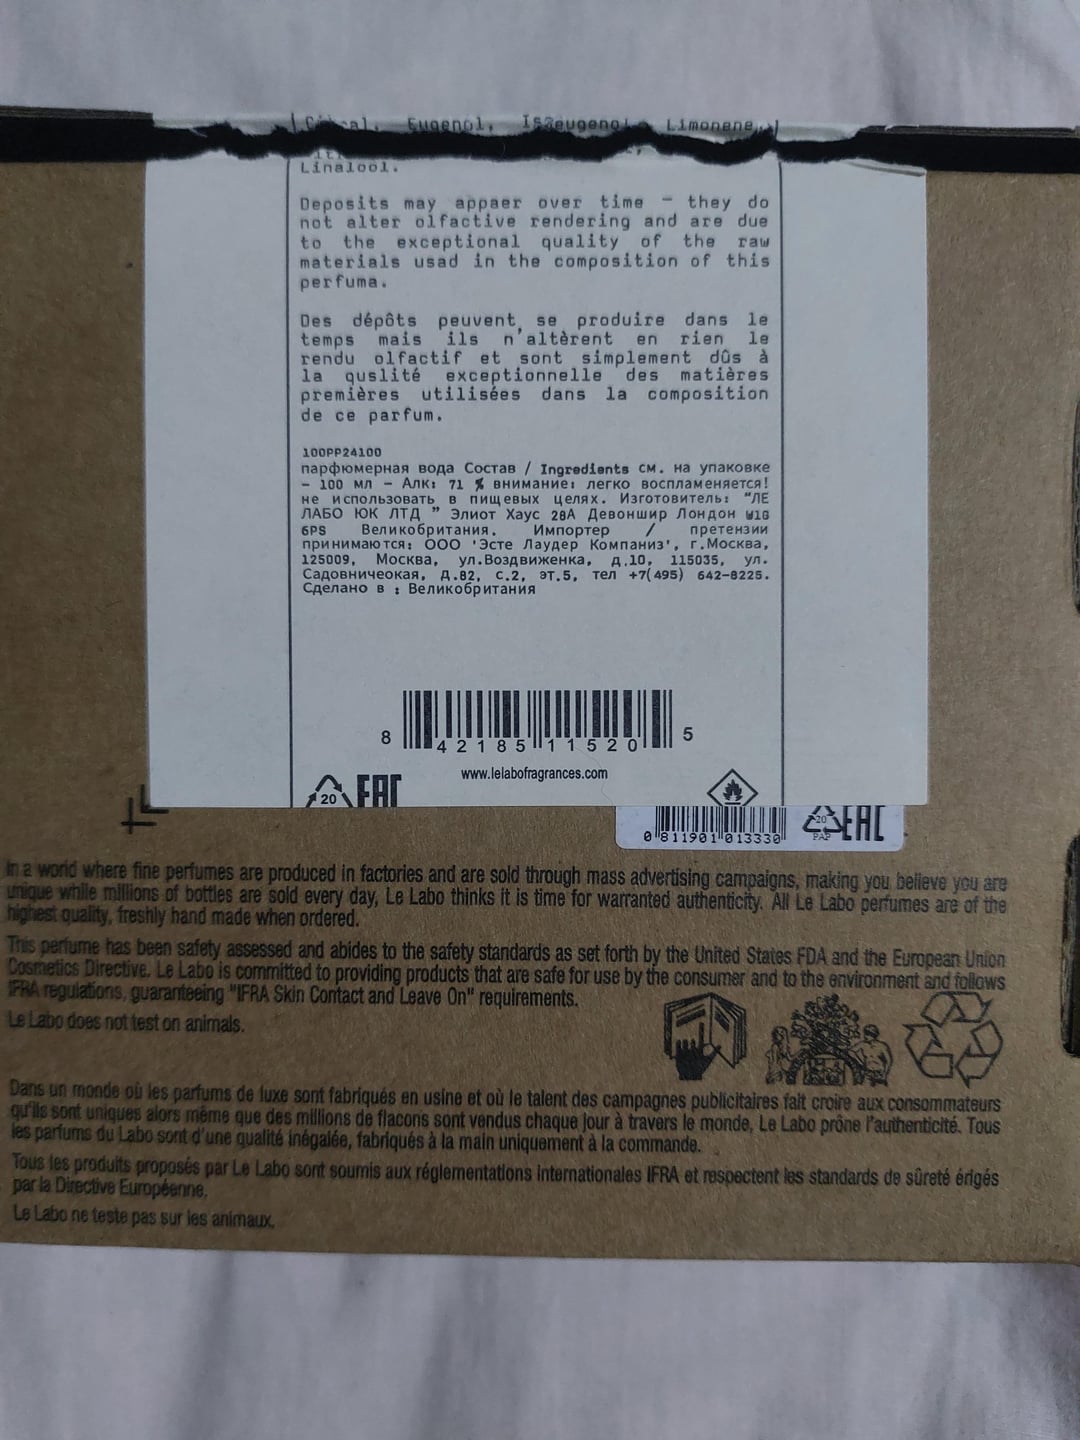 Eugenol, Isoeugenol, Limonene,
Linalool.
Deposits may appaer over time - they do
not alter olfactive rendering and are due
to the exceptional quality of the raw
materials usad in the composition of this
perfuma.
Des dépôts peuvent se produire dans le
temps mais ils n'altèrent en rien le
rendu olfactif et sont simplement dûs à
la quslité exceptionnelle des matières
premières utilisées dans la composition
de ce parfum.
100PP24100
парфюмерная вода Состав / Ingredients см. на упаковке
- 100 мл - Алк: 71 % внимание: легко воспламеняется!
не использовать в пищевых целях. Изготовитель: "ЛЕ
ЛАБО ЮК ЛТД " Элиот Хаус 28А Девоншир Лондон W1G
6PS Великобритания. Импортер / претензии
принимаются: ООО 'Эсте Лаудер Компаниз', г.Москва,
125009, Москва, ул.Воздвиженка, д.10, 115035, ул.
Садовничеокая, д.82, с.2, эт.5, тел +7(495) 642-8225.
Сделано в : Великобритания
8 42185 11520 5
www.lelabofragrances.com
20 EAC
0 811901 013330 20 PAP EAC
In a world where fine perfumes are produced in factories and are sold through mass advertising campaigns, making you believe you are
unique while millions of bottles are sold every day, Le Labo thinks it is time for warranted authenticity. All Le Labo perfumes are of the
highest quality, freshly hand made when ordered.
This perfume has been safety assessed and abides to the safety standards as set forth by the United States FDA and the European Union
Cosmetics Directive. Le Labo is committed to providing products that are safe for use by the consumer and to the environment and follows
IFRA regulations, guaranteeing "IFRA Skin Contact and Leave On" requirements.
Le Labo does not test on animals.
Dans un monde où les parfums de luxe sont fabriqués en usine et où le talent des campagnes publicitaires fait croire aux consommateurs
qu'ils sont uniques alors même que des millions de flacons sont vendus chaque jour à travers le monde, Le Labo prône l'authenticité. Tous
les parfums du Labo sont d'une qualité inégalée, fabriqués à la main uniquement à la commande.
Tous les produits proposés par Le Labo sont soumis aux réglementations internationales IFRA et respectent les standards de sûreté érigés
par la Directive Européenne.
Le Labo ne teste pas sur les animaux.